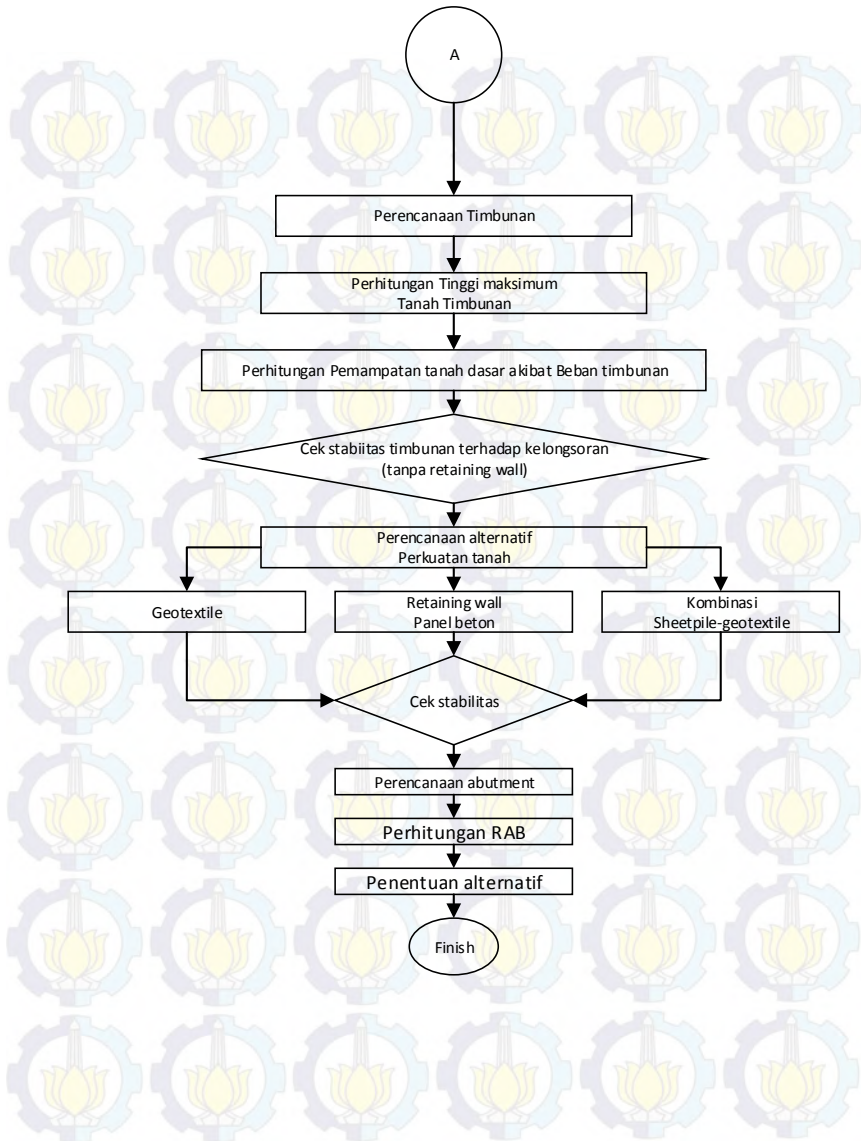 A
Perencanaan Timbunan
Perhitungan Tinggi maksimum
Tanah Timbunan
Perhitungan Pemampatan tanah dasar akibat Beban timbunan
Cek stabiitas timbunan terhadap kelongsoran
(tanpa retaining wall)
Perencanaan alternatif
Perkuatan tanah
Geotextile
Retaining wall
Panel beton
Kombinasi
Sheetpile-geotextile
Cek stabilitas
Perencanaan abutment
Perhitungan RAB
Penentuan alternatif
Finish